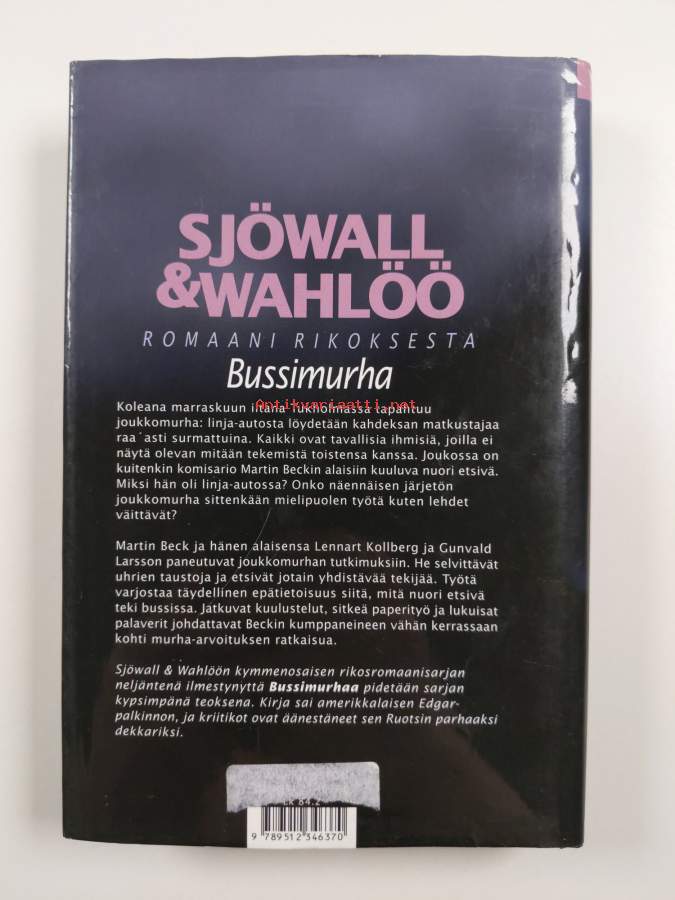 SJÖWALL
&WAHLÖÖ
ROMAANI RIKOKSESTA
Bussimurha
Antikvariaatti.net
Koleana marraskuun iltana Tukholmassa tapahtuu
joukkomurha: linja-autosta löydetään kahdeksan matkustajaa
raa´asti surmattuina. Kaikki ovat tavallisia ihmisiä, joilla ei
näytä olevan mitään tekemistä toistensa kanssa. Joukossa on
kuitenkin komisario Martin Beckin alaisiin kuuluva nuori etsivä.
Miksi hän oli linja-autossa? Onko näennäisen järjetön
joukkomurha sittenkään mielipuolen työtä kuten lehdet
väittävät?
Martin Beck ja hänen alaisensa Lennart Kollberg ja Gunvald
Larsson paneutuvat joukkomurhan tutkimuksiin. He selvittävät
uhrien taustoja ja etsivät jotain yhdistävää tekijää. Työtä
varjostaa täydellinen epätietoisuus siitä, mitä nuori etsivä
teki bussissa. Jatkuvat kuulustelut, sitkeä paperityö ja lukuisat
palaverit johdattavat Beckin kumppaneineen vähän kerrassaan
kohti murha-arvoituksen ratkaisua.
Sjöwall & Wahlöön kymmenosaisen rikosromaanisarjan
neljäntenä ilmestynyttä Bussimurhaa pidetään sarjan
kypsimpänä teoksena. Kirja sai amerikkalaisen Edgar-
palkinnon, ja kriitikot ovat äänestäneet sen Ruotsin parhaaksi
dekkariksi.
84.2
9 789512 346370